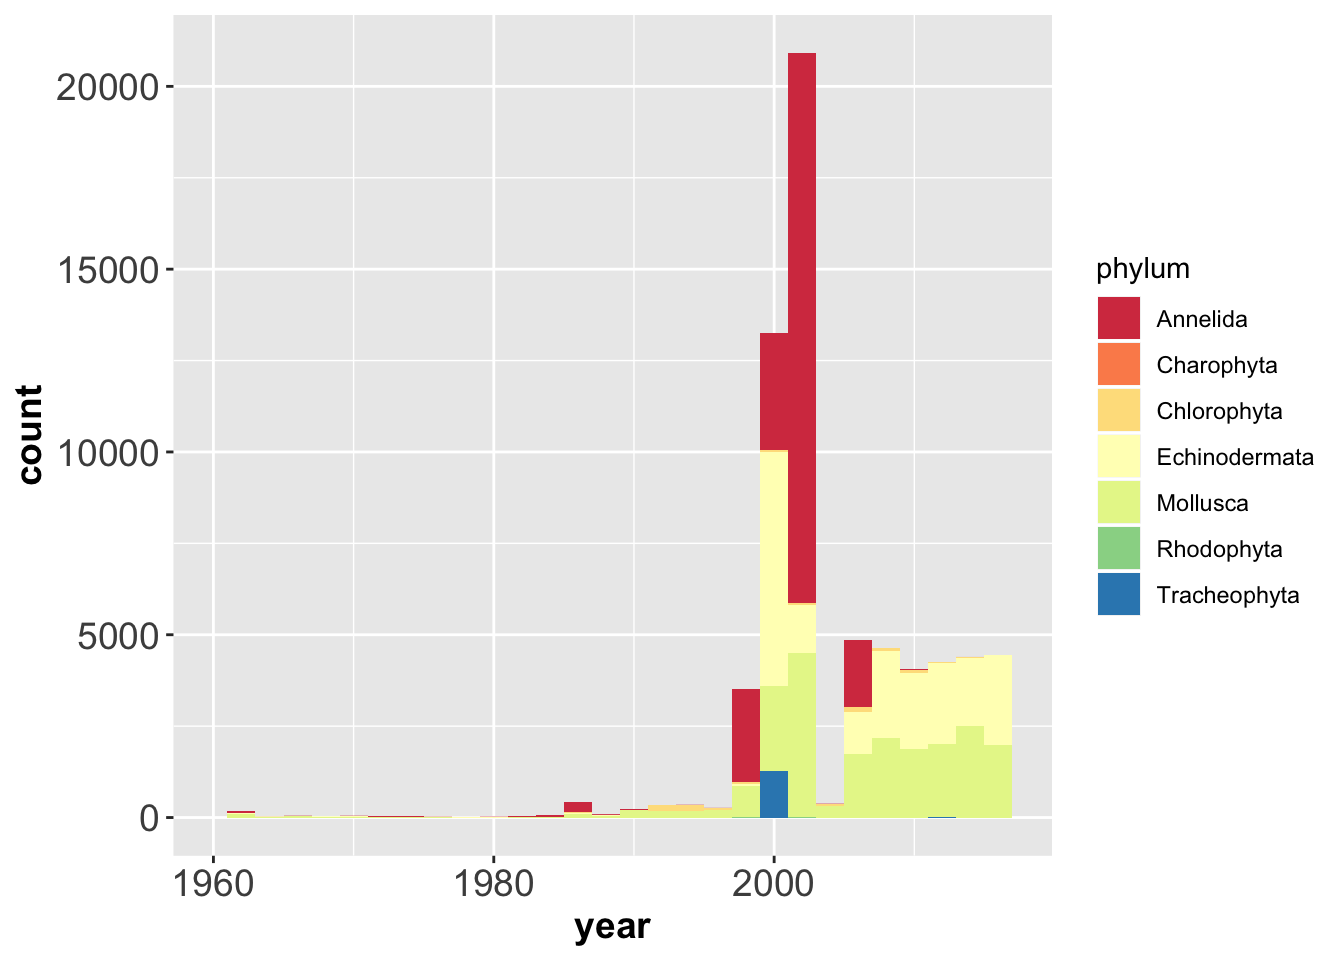 20000
15000
10000
5000
0
count
1960
1980
2000
year
phylum
Annelida
Charophyta
Chlorophyta
Echinodermata
Mollusca
Rhodophyta
Tracheophyta